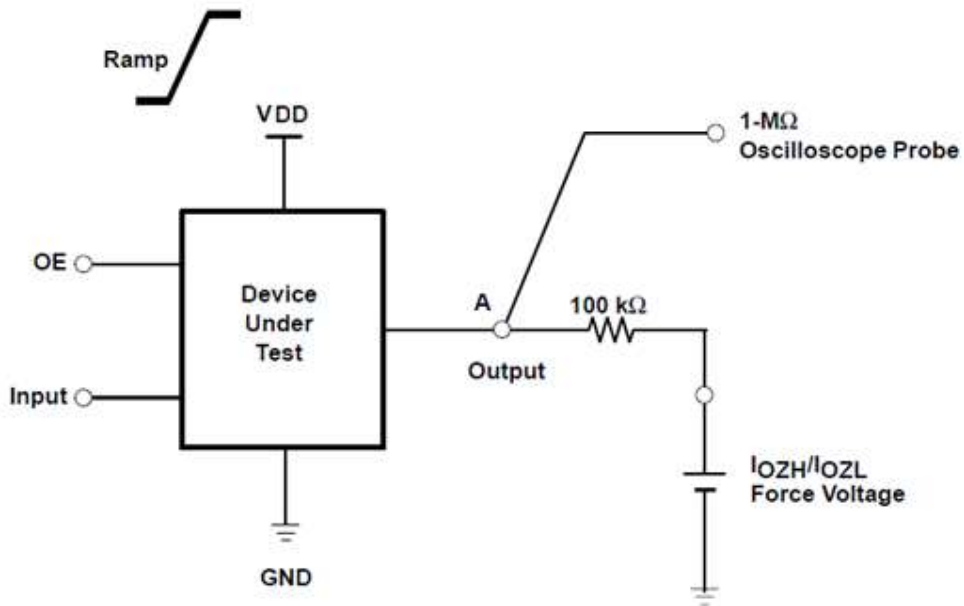 Ramp
VDD
1-MΩ
Oscilloscope Probe
OE
Device
Under
Test
A
100 kΩ
Output
Input
IOZH/IOZL
Force Voltage
GND